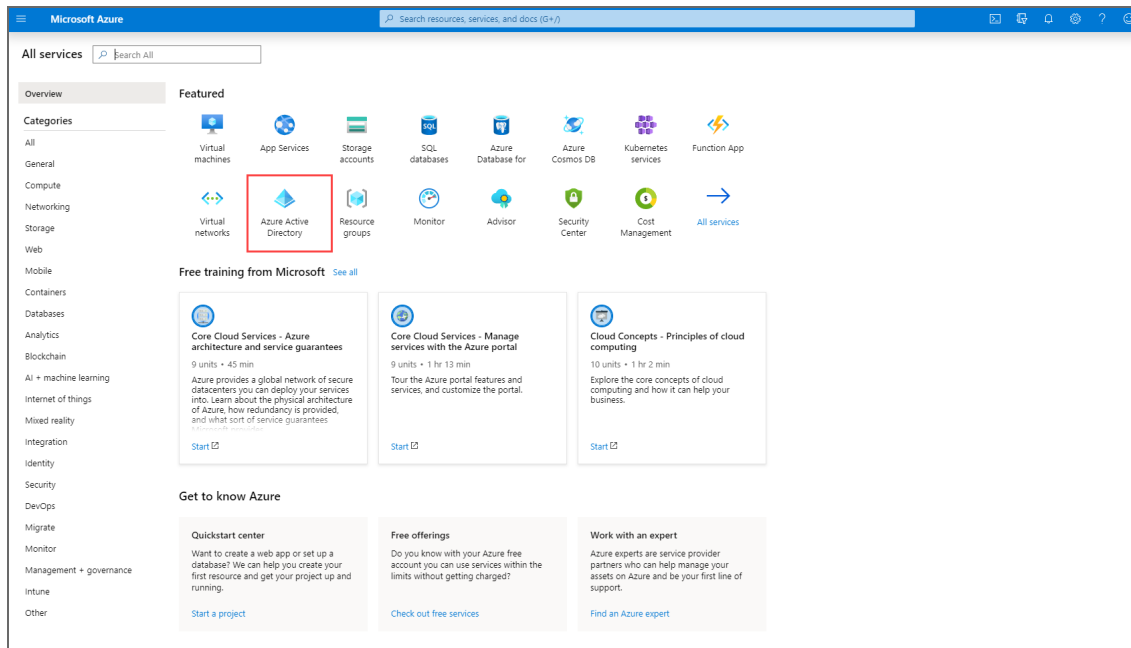 Microsoft Azure
Search resources, services, and docs (G+/)
All services
Search All
Overview
Categories
All
General
Compute
Networking
Storage
Web
Mobile
Containers
Databases
Analytics
Blockchain
AI + machine learning
Internet of things
Mixed reality
Integration
Identity
Security
DevOps
Migrate
Monitor
Management + governance
Intune
Other
Featured
Virtual
machines
App Services
Storage
accounts
SQL
SQL
databases
Azure
Database for
Azure
Cosmos DB
Kubernetes
services
Function App
Virtual
networks
Azure Active
Directory
Resource
groups
Monitor
Advisor
Security
Center
Cost
Management
All services
Free training from Microsoft See all
Core Cloud Services - Azure
architecture and service guarantees
9 units • 45 min
Azure provides a global network of secure
datacenters you can deploy your services
into. Learn about the physical architecture
of Azure, how redundancy is provided,
and what sort of service guarantees
Microsoft provides
Start
Core Cloud Services - Manage
services with the Azure portal
9 units • 1 hr 13 min
Tour the Azure portal features and
services, and customize the portal.
Start
Cloud Concepts - Principles of cloud
computing
10 units • 1 hr 2 min
Explore the core concepts of cloud
computing and how it can help your
business.
Start
Get to know Azure
Quickstart center
Want to create a web app or set up a
database? We can help you create your
first resource and get your project up and
running.
Start a project
Free offerings
Do you know with your Azure free
account you can use services within the
limits without getting charged?
Check out free services
Work with an expert
Azure experts are service provider
partners who can help manage your
assets on Azure and be your first line of
support.
Find an Azure expert